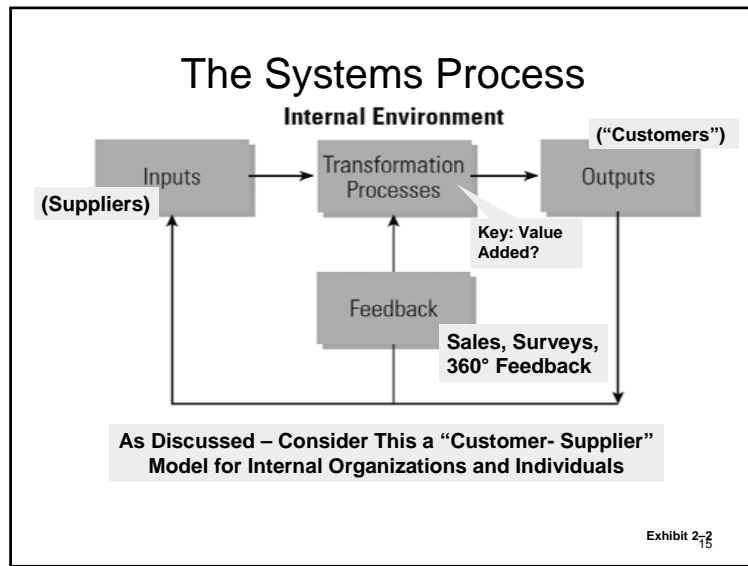 The Systems Process
Internal Environment
(“Customers”)
Inputs
Transformation
Processes
Outputs
(Suppliers)
Key: Value
Added?
Feedback
Sales, Surveys,
360° Feedback
As Discussed – Consider This a “Customer- Supplier”
Model for Internal Organizations and Individuals
Exhibit 2–2
15